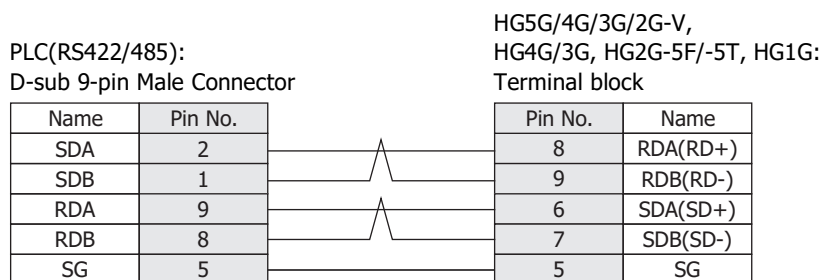 HG5G/4G/3G/2G-V,
PLC(RS422/485): HG4G/3G, HG2G-5F/-5T, HG1G:
D-sub 9-pin Male Connector Terminal block
Name Pin No. Pin No. Name
SDA 2 8 RDA(RD+)
SDB 1 9 RDB(RD-)
RDA 9 6 SDA(SD+)
RDB 8 7 SDB(SD-)
SG 5 5 SG